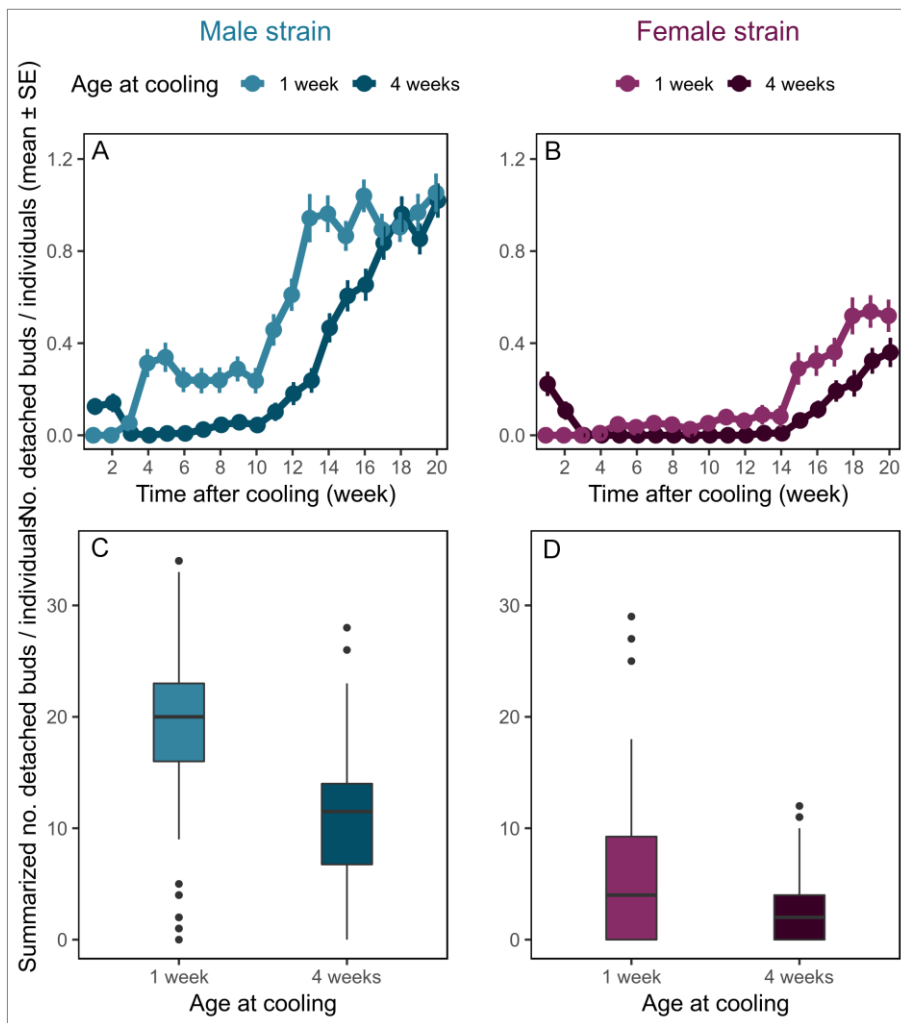 Male strain
Female strain
Age at cooling 1 week 4 weeks
1 week 4 weeks
No. detached buds / individuals (mean ± SE)
A
1.2
0.8
0.4
0.0
2 4 6 8 10 12 14 16 18 20
Time after cooling (week)
B
1.2
0.8
0.4
0.0
2 4 6 8 10 12 14 16 18 20
Time after cooling (week)
Summarized no. detached buds / individuals
C
30
20
10
0
1 week 4 weeks
Age at cooling
D
30
20
10
0
1 week 4 weeks
Age at cooling